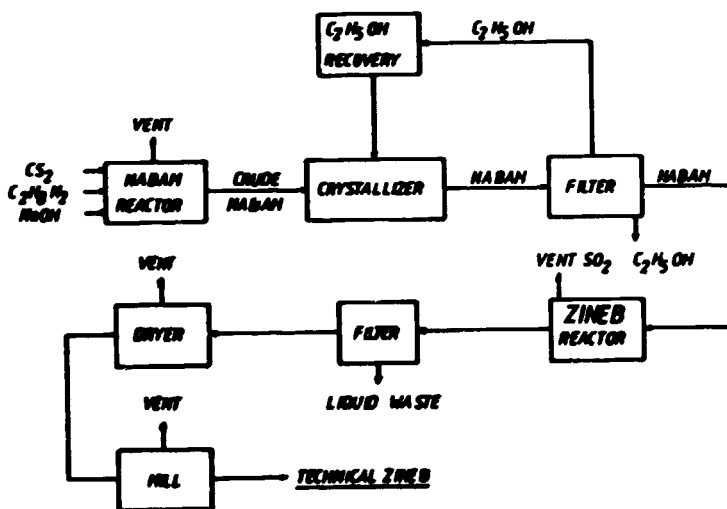 C2H5OH
RECOVERY
C2H5OH
VENT
CS2
C2H8N2
NaOH
NABAM
REACTOR
CRUDE
NABAM
CRYSTALLIZER
NABAM
FILTER
NABAM
C2H5OH
VENT
DRYER
FILTER
LIQUID WASTE
VENT SO2
ZINEB
REACTOR
VENT
MILL
TECHNICAL ZINEB